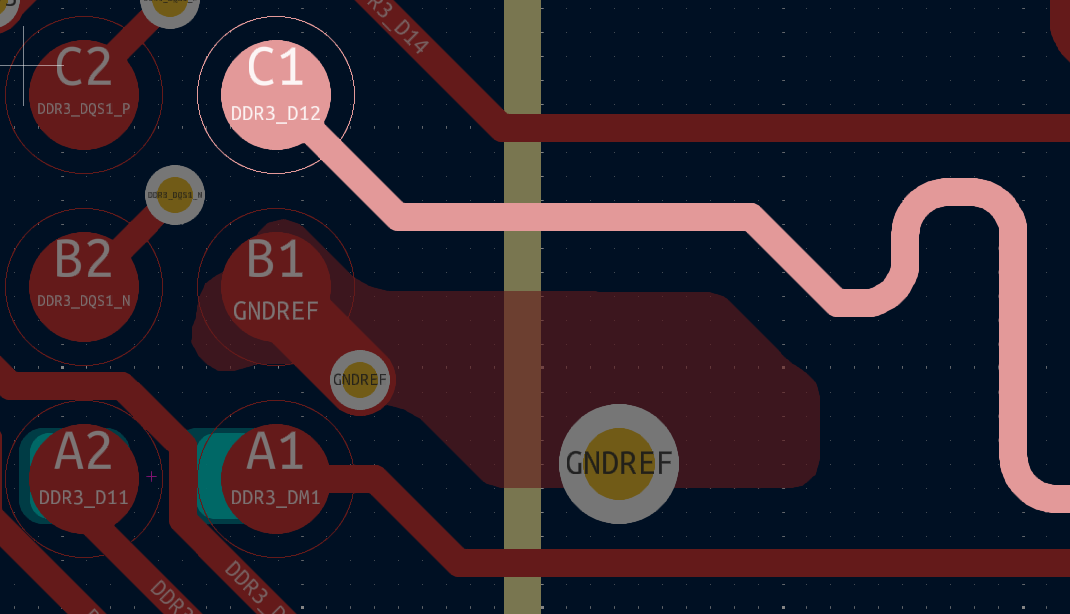 DDR3_D14
C2
DDR3_DQS1_P
C1
DDR3_D12
DDR3_DQS1_N
B2
DDR3_DQS1_N
B1
GNDREF
GNDREF
A2
DDR3_D11
A1
DDR3_DM1
GNDREF